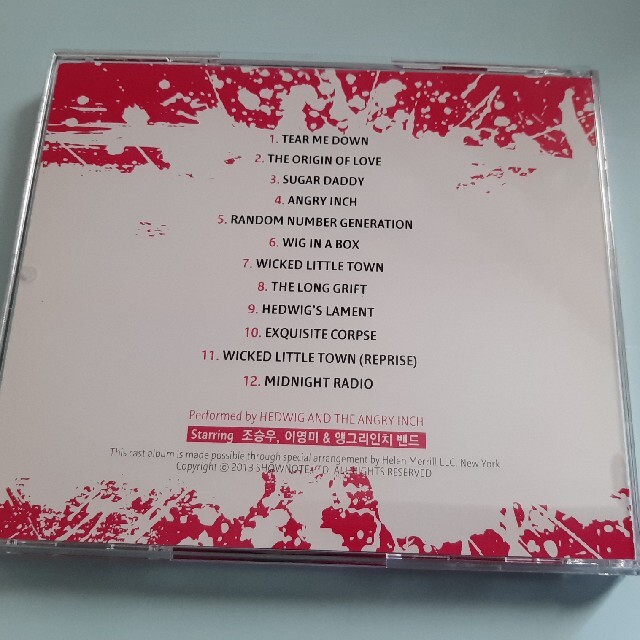 1. TEAR ME DOWN
2. THE ORIGIN OF LOVE
3. SUGAR DADDY
4. ANGRY INCH
5. RANDOM NUMBER GENERATION
6. WIG IN A BOX
7. WICKED LITTLE TOWN
8. THE LONG GRIFT
9. HEDWIG'S LAMENT
10. EXQUISITE CORPSE
11. WICKED LITTLE TOWN (REPRISE)
12. MIDNIGHT RADIO
Performed by HEDWIG AND THE ANGRY INCH
Starring 조승우, 이영미 & 앵그리인치 밴드
This cast album is made possible through special arrangement by Helen Merrill LLC. New York
Copyright ⓒ 2013 SHOWNOTE LTD. ALL RIGHTS RESERVED